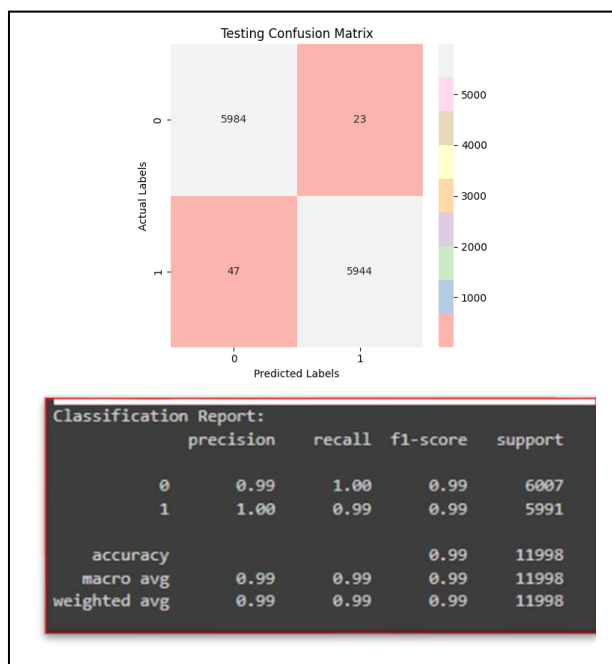 Testing Confusion Matrix
Actual Labels
0
5984
23
1
47
5944
0
1
Predicted Labels
5000
4000
3000
2000
1000
Classification Report:
precision recall f1-score support
0 0.99 1.00 0.99 6007
1 1.00 0.99 0.99 5991
accuracy 0.99 11998
macro avg 0.99 0.99 0.99 11998
weighted avg 0.99 0.99 0.99 11998